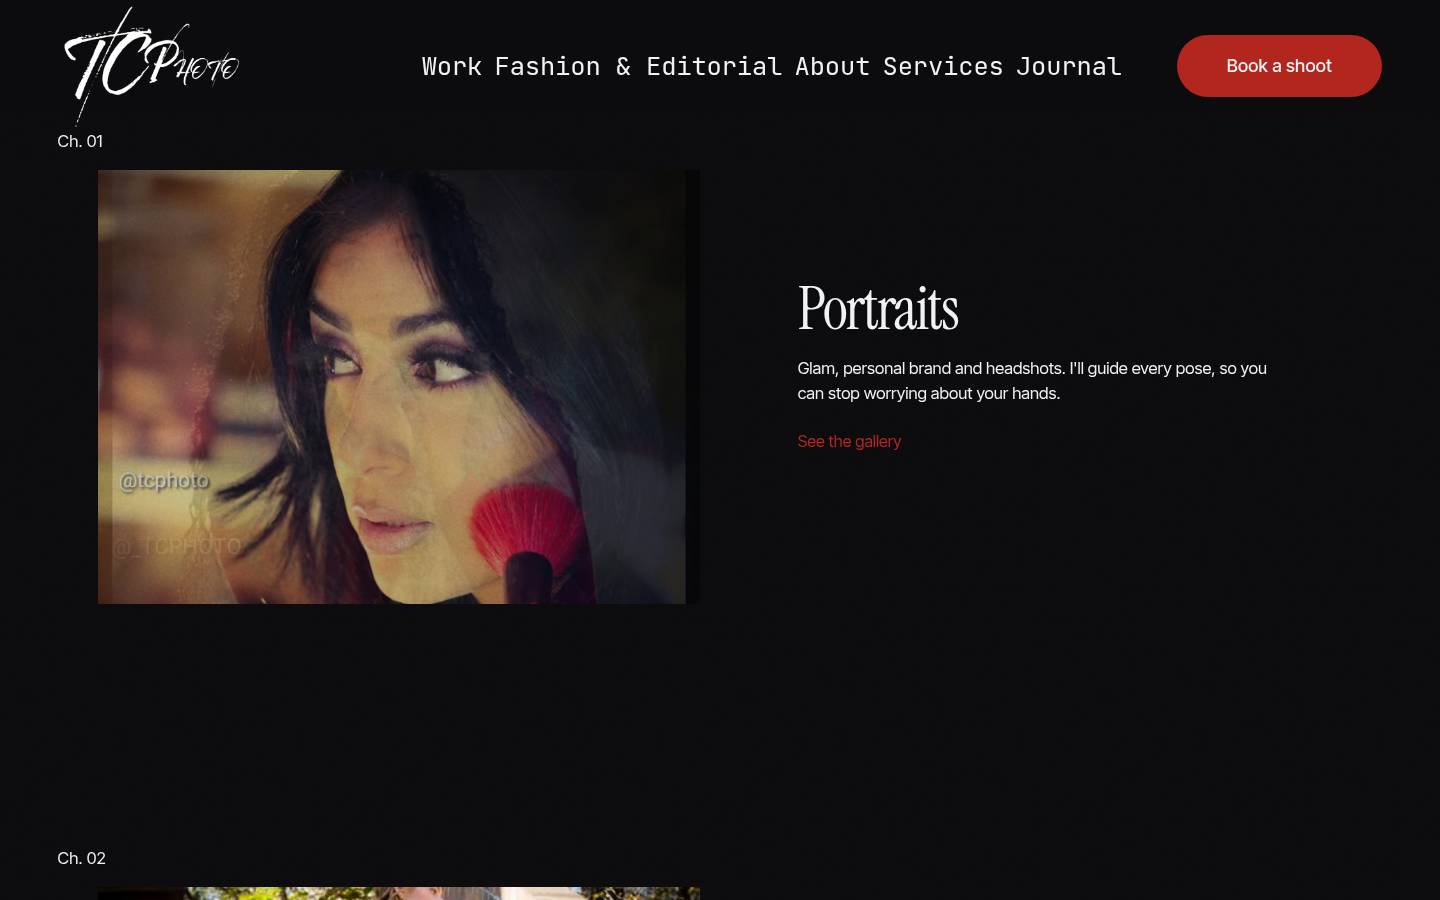 TCPHOTO
Work Fashion & Editorial About Services Journal
Book a shoot
Ch. 01
@tcphoto
@_TCPHOTO
Portraits
Glam, personal brand and headshots. I'll guide every pose, so you
can stop worrying about your hands.
See the gallery
Ch. 02